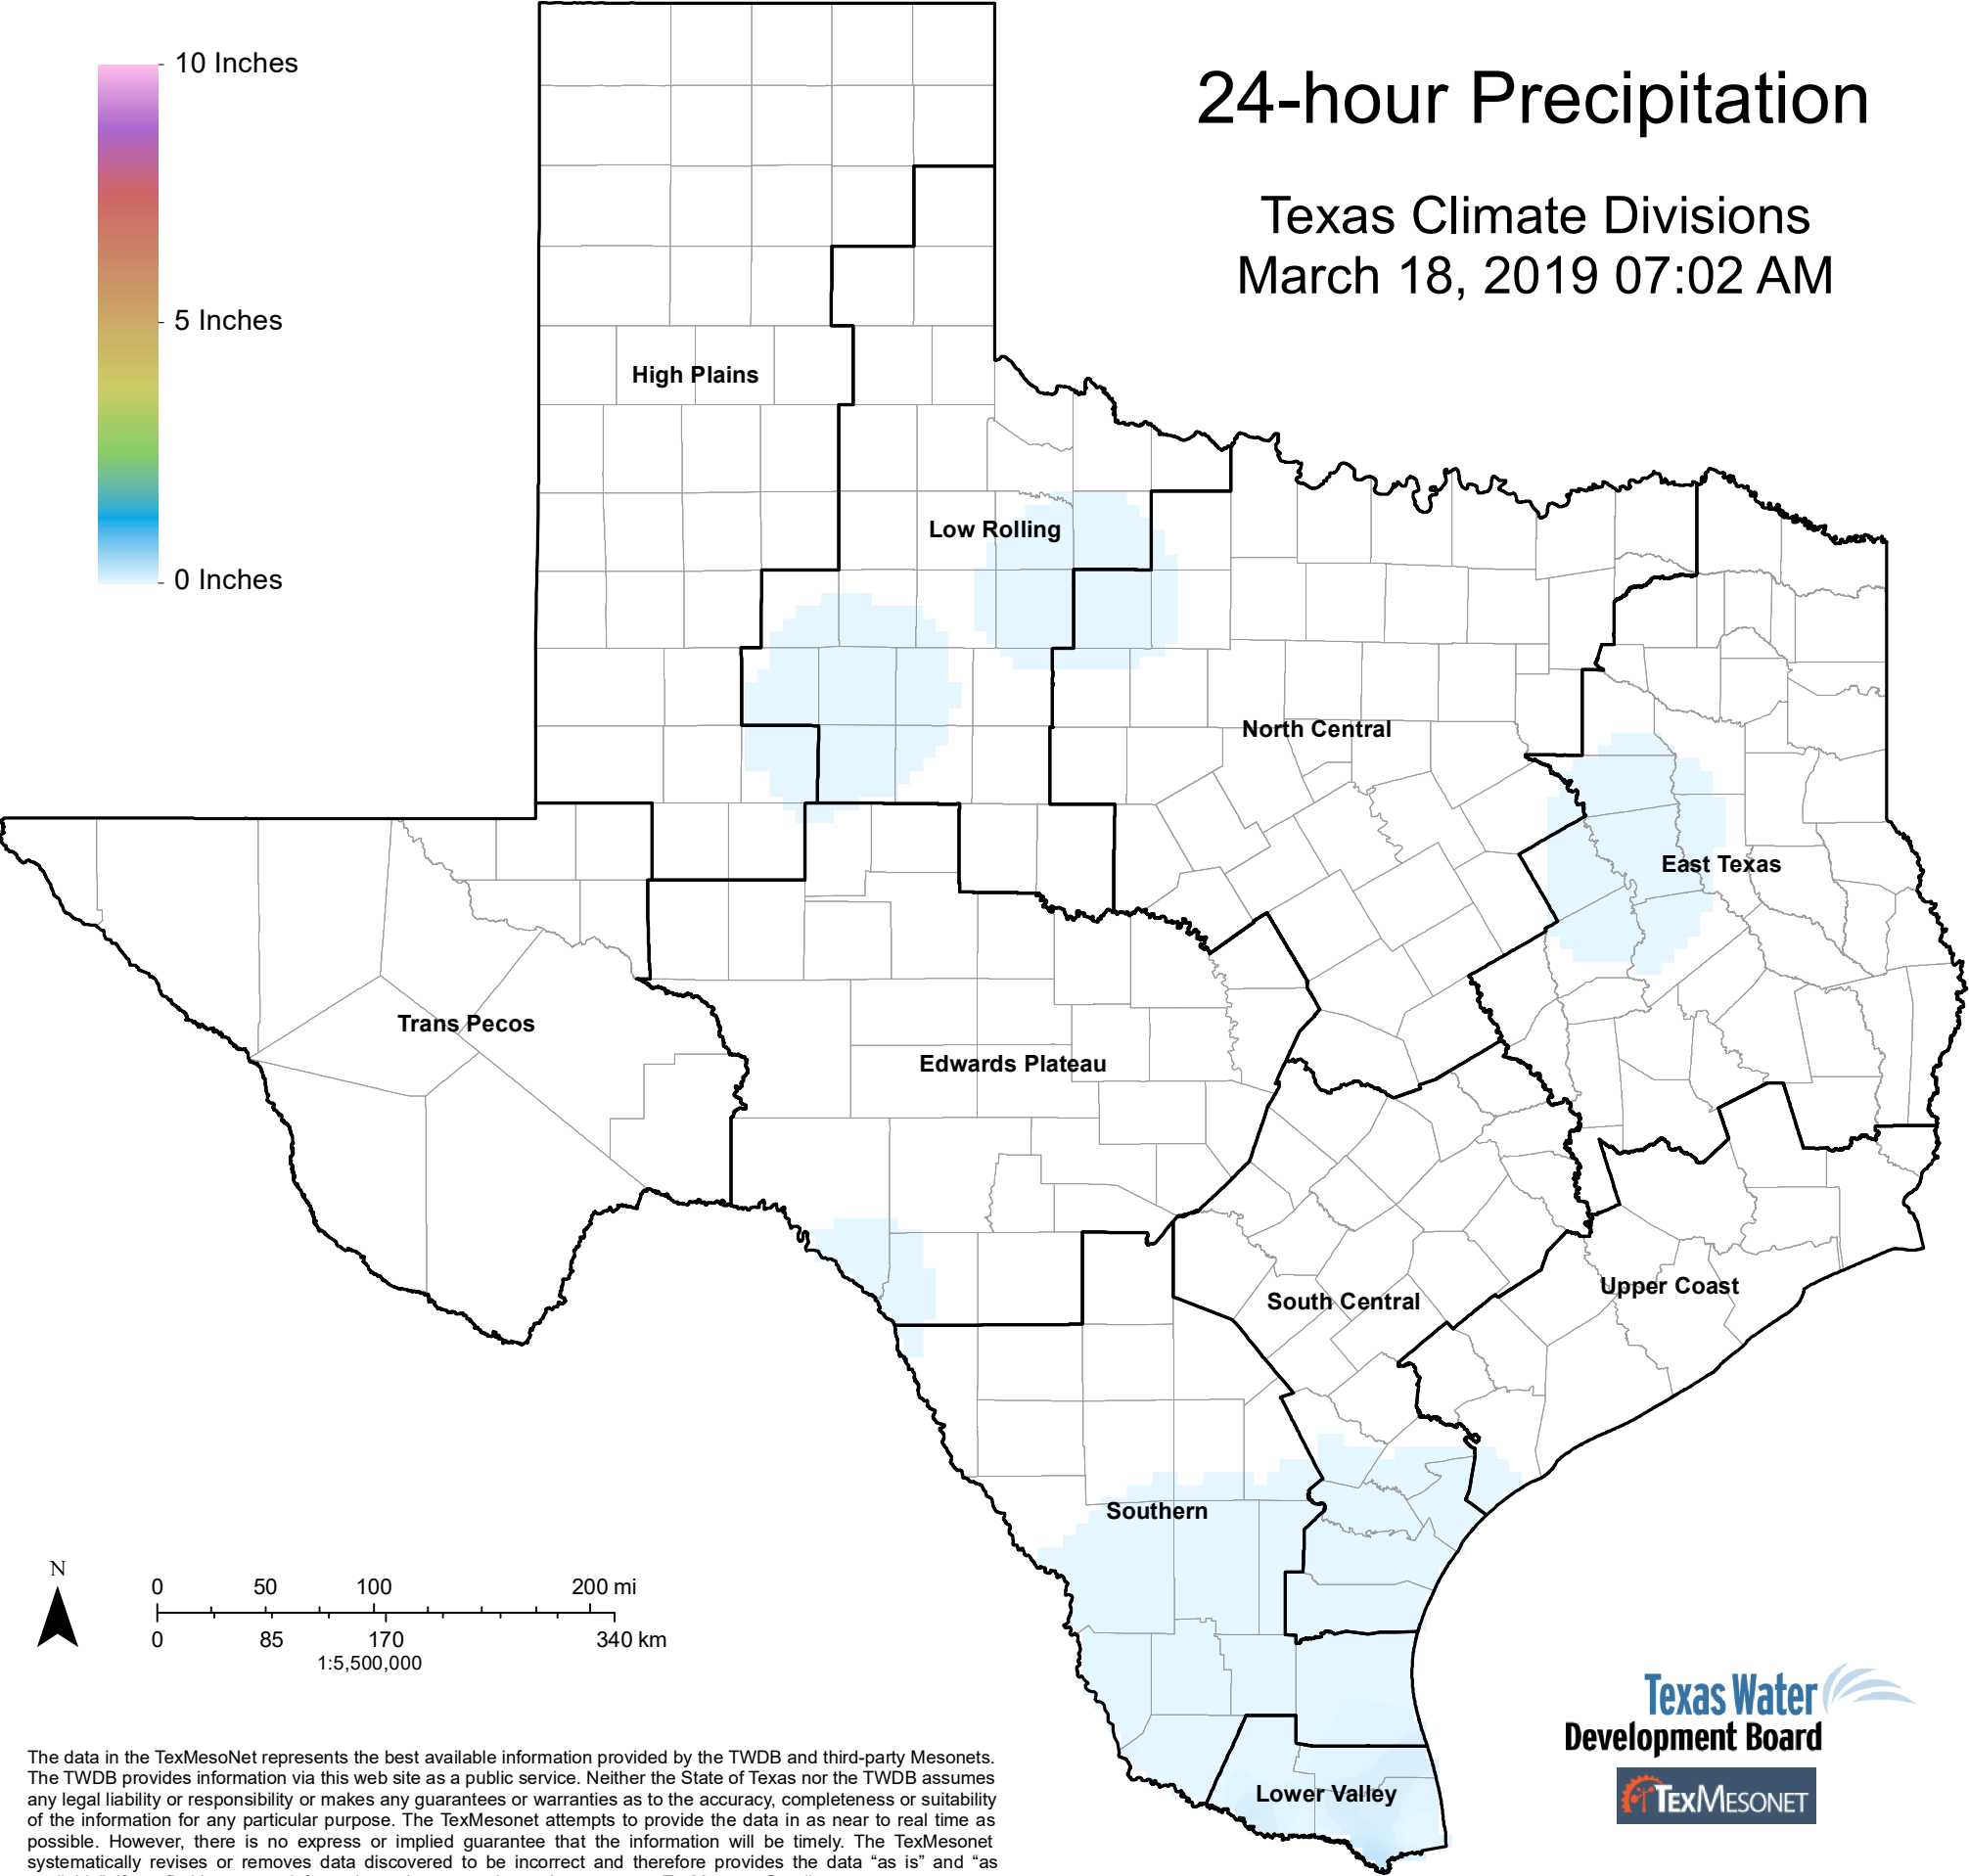 24-hour Precipitation
Texas Climate Divisions
March 18, 2019 07:02 AM
10 Inches
5 Inches
0 Inches
High Plains
Low Rolling
North Central
East Texas
Trans Pecos
Edwards Plateau
South Central
Upper Coast
Southern
Lower Valley
N
0 50 100 200 mi
0 85 170 340 km
1:5,500,000
Texas Water
Development Board
TEXMESONET
The data in the TexMesoNet represents the best available information provided by the TWDB and third-party Mesonets.
The TWDB provides information via this web site as a public service. Neither the State of Texas nor the TWDB assumes
any legal liability or responsibility or makes any guarantees or warranties as to the accuracy, completeness or suitability
of the information for any particular purpose. The TexMesonet attempts to provide the data in as near to real time as
possible. However, there is no express or implied guarantee that the information will be timely. The TexMesonet
systematically revises or removes data discovered to be incorrect and therefore provides the data “as is” and “as